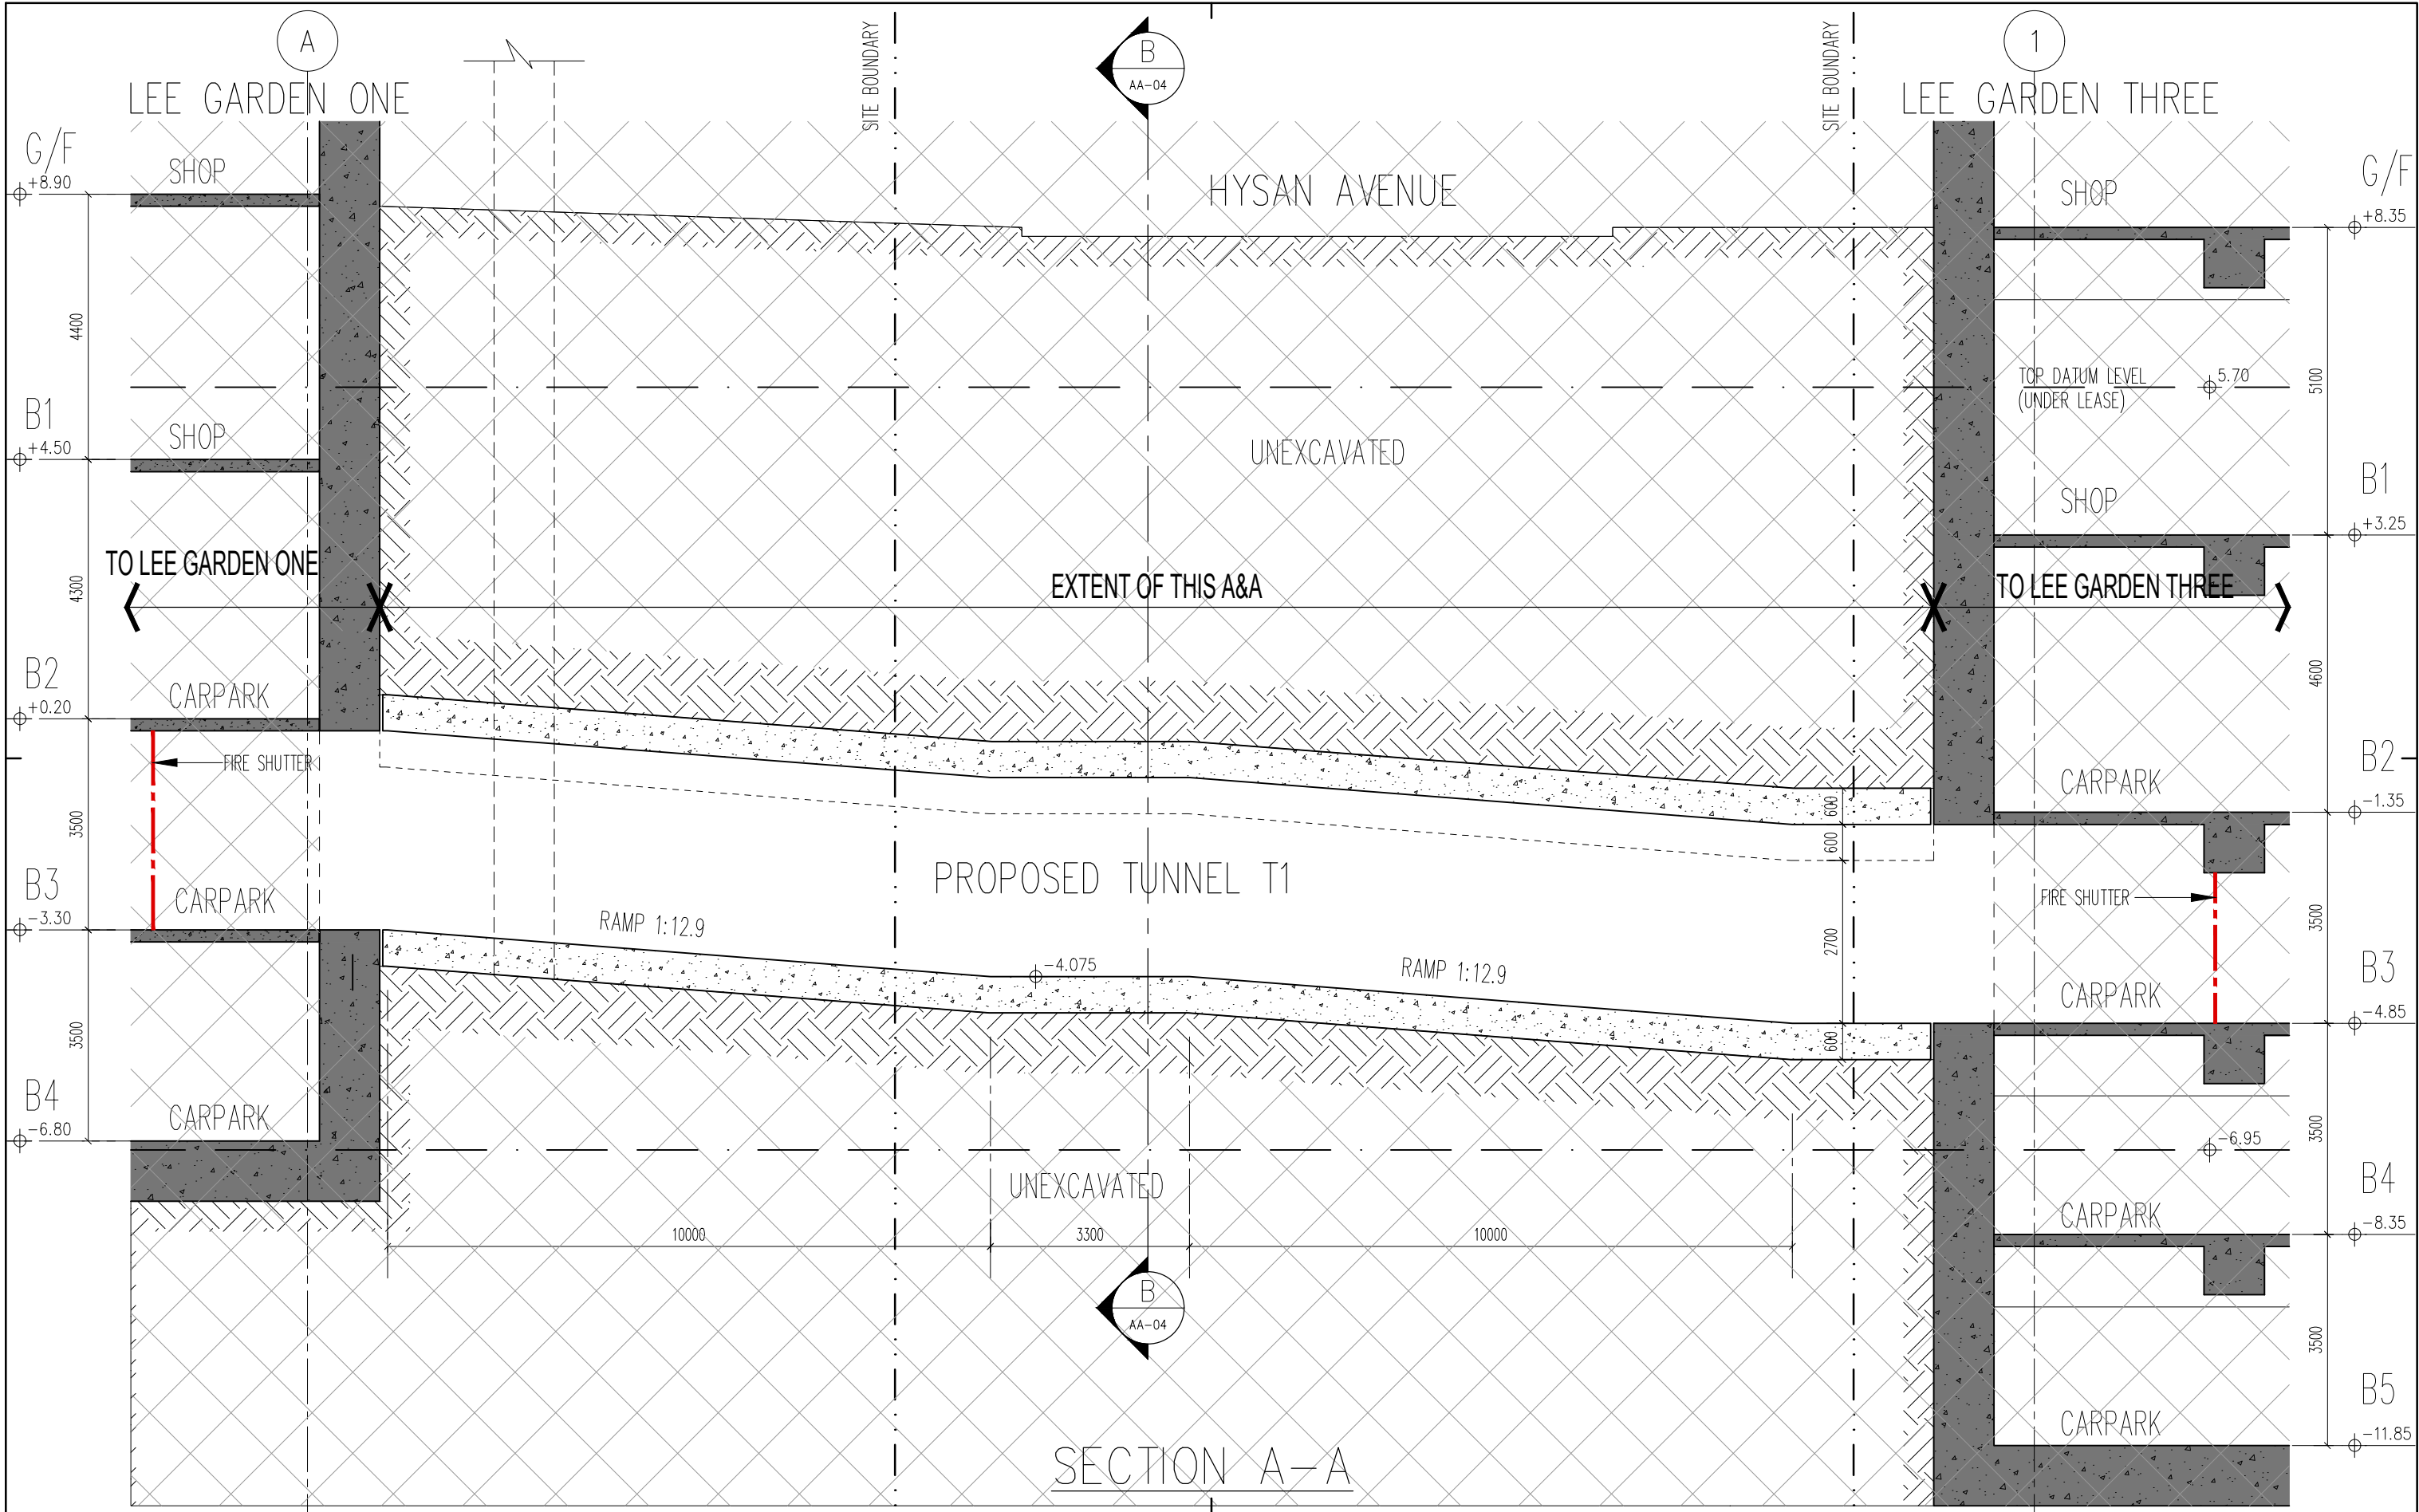 A
SITE BOUNDARY
B
AA-04
SITE BOUNDARY
1
LEE GARDEN ONE
LEE GARDEN THREE
G/F
+8.90
SHOP
HYSAN AVENUE
SHOP
G/F
+8.35
4400
TOP DATUM LEVEL
(UNDER LEASE)
5.70
5100
B1
+4.50
SHOP
UNEXCAVATED
SHOP
B1
+3.25
TO LEE GARDEN ONE
EXTENT OF THIS A&A
TO LEE GARDEN THREE
4300
4600
B2
+0.20
CARPARK
FIRE SHUTTER
B2
-1.35
CARPARK
600
600
3500
PROPOSED TUNNEL T1
FIRE SHUTTER
3500
B3
-3.30
CARPARK
RAMP 1:12.9
2700
-4.075
RAMP 1:12.9
CARPARK
B3
-4.85
3500
600
B4
-6.80
CARPARK
-6.95
3500
UNEXCAVATED
B4
-8.35
CARPARK
10000
3300
10000
B
AA-04
3500
B5
-11.85
CARPARK
SECTION A-A